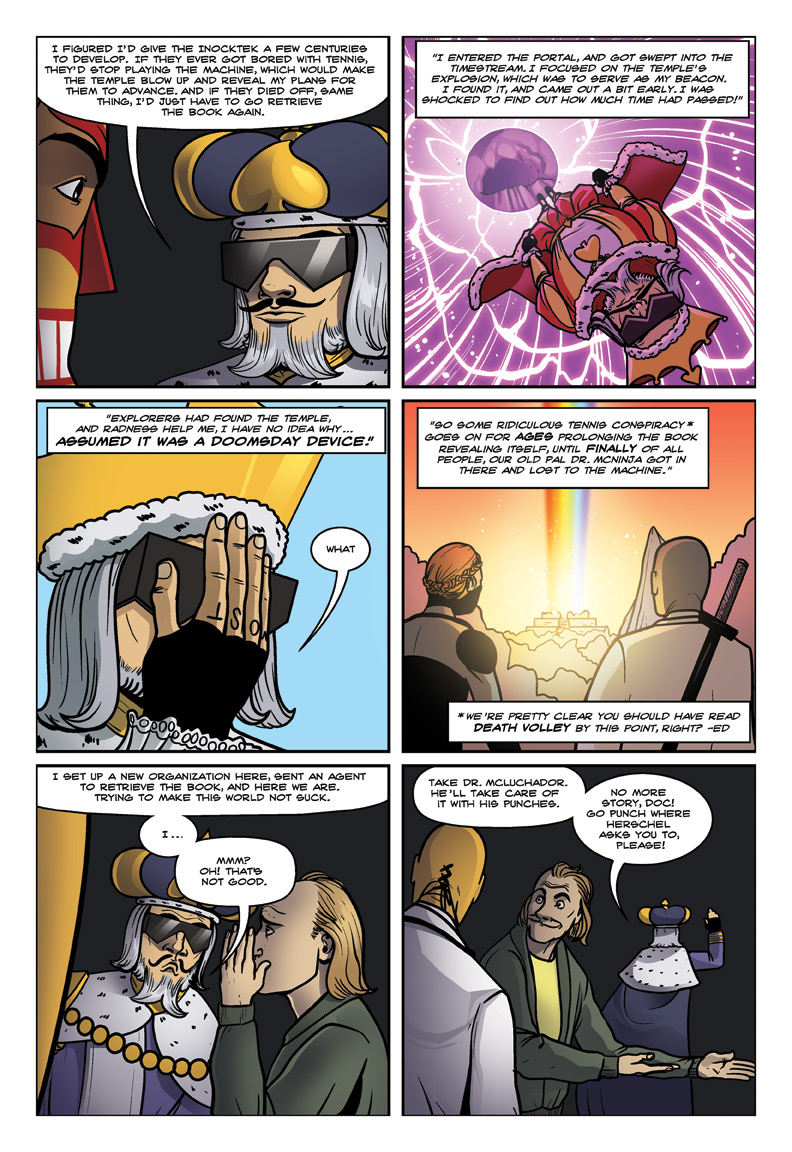 I FIGURED I'D GIVE THE INOCKTEK A FEW CENTURIES
TO DEVELOP. IF THEY EVER GOT BORED WITH TENNIS,
THEY'D STOP PLAYING THE MACHINE, WHICH WOULD MAKE
THE TEMPLE BLOW UP AND REVEAL MY PLANS FOR
THEM TO ADVANCE. AND IF THEY DIED OFF, SAME
THING, I'D JUST HAVE TO GO RETRIEVE
THE BOOK AGAIN.
"I ENTERED THE PORTAL, AND GOT SWEPT INTO THE
TIMESTREAM. I FOCUSED ON THE TEMPLE'S
EXPLOSION, WHICH WAS TO SERVE AS MY BEACON.
I FOUND IT, AND CAME OUT A BIT EARLY. I WAS
SHOCKED TO FIND OUT HOW MUCH TIME HAD PASSED!"
"EXPLORERS HAD FOUND THE TEMPLE,
AND RADNESS HELP ME, I HAVE NO IDEA WHY...
ASSUMED IT WAS A DOOMSDAY DEVICE."
WHAT
OST
"SO SOME RIDICULOUS TENNIS CONSPIRACY*
GOES ON FOR AGES PROLONGING THE BOOK
REVEALING ITSELF, UNTIL FINALLY OF ALL
PEOPLE, OUR OLD PAL DR. MCNINJA GOT IN
THERE AND LOST TO THE MACHINE."
*WE'RE PRETTY CLEAR YOU SHOULD HAVE READ
DEATH VOLLEY BY THIS POINT, RIGHT? -ED
I SET UP A NEW ORGANIZATION HERE, SENT AN AGENT
TO RETRIEVE THE BOOK, AND HERE WE ARE.
TRYING TO MAKE THIS WORLD NOT SUCK.
I ...
MMM?
OH! THAT'S
NOT GOOD.
TAKE DR. MCLUCHADOR.
HE'LL TAKE CARE OF
IT WITH HIS PUNCHES.
NO MORE
STORY, DOC!
GO PUNCH WHERE
HERSCHEL
ASKS YOU TO,
PLEASE!